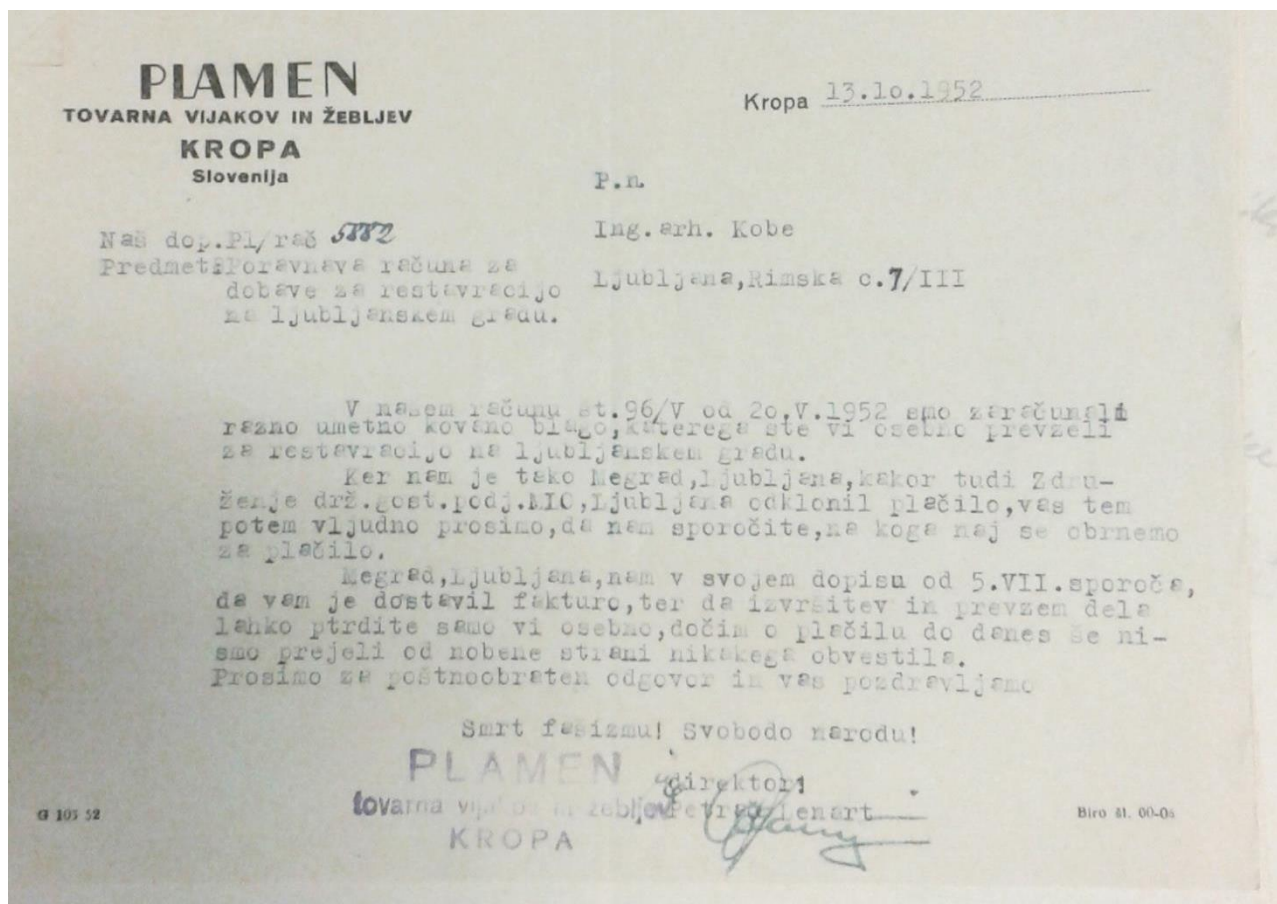 PLAMEN
TOVARNA VIJAKOV IN ŽEBLJEV
KROPA
Slovenija
Kropa 13.10.1952
P.n.
Ing.arh. Kobe
Ljubljana,Rimska c.7/III
Naš dop.Pl/rač 5882
Predmet:Poravnava računa za
dobave za restavracijo
na ljubljanskem gradu.
V našem računu št.96/V od 20.V.1952 smo zaračunali
razno umetno kovano blago,katerega ste vi osebno prevzeli
za restavracijo na ljubljanskem gradu.
Ker nam je tako Megrad,Ljubljana,kakor tudi Zdru-
ženje drž.gost.podj.MLO,Ljubljana odklonil plačilo,vas tem
potem vljudno prosimo,da nam sporočite,na koga naj se obrnemo
za plačilo.
Megrad,Ljubljana,nam v svojem dopisu od 5.VII.sporoča,
da vam je dostavil fakturo,ter da izvršitev in prevzem dela
lahko ptrdite samo vi osebno,dočim o plačilu do danes še ni-
smo prejeli od nobene strani nikakega obvestila.
Prosimo za poštnoobraten odgovor in vas pozdravljamo
Smrt fašizmu! Svobodo narodu!
PLAMEN
tovarna vijakov in žebljev
KROPA
direktor:
Petrač Lenart
G 103 52
Biro št.